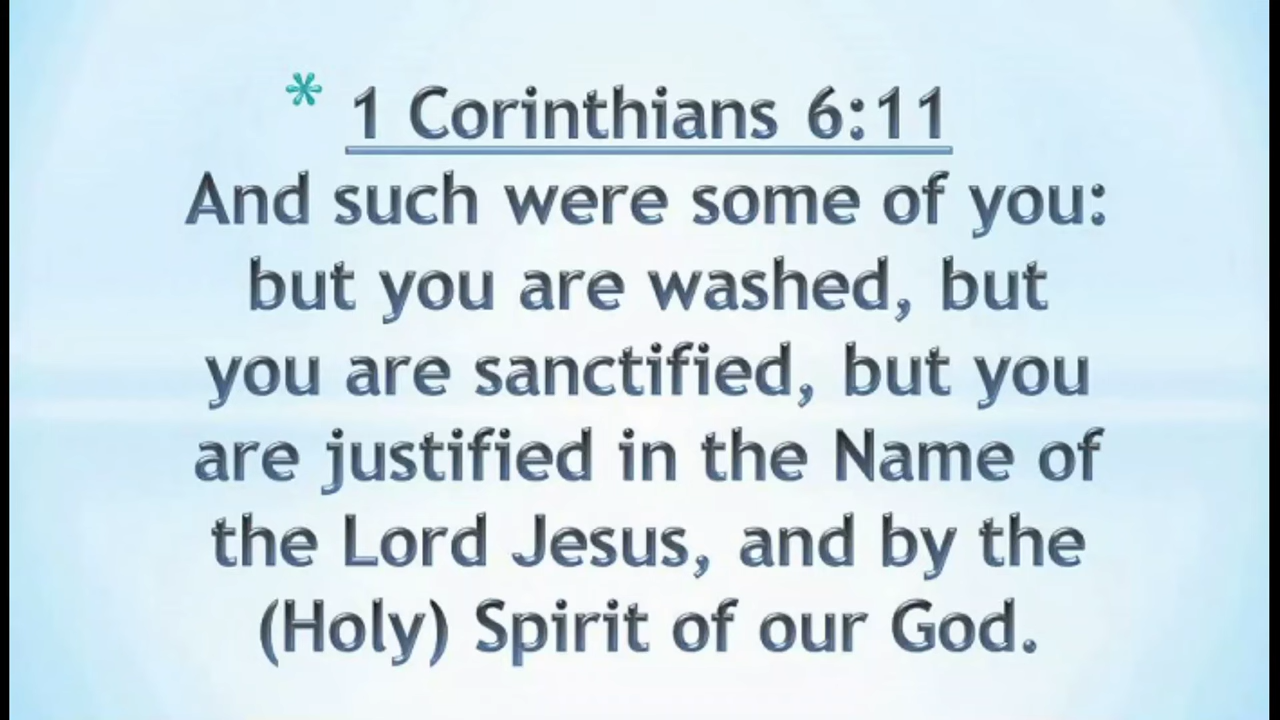 * 1 Corinthians 6:11
And such were some of you:
but you are washed, but
you are sanctified, but you
are justified in the Name of
the Lord Jesus, and by the
(Holy) Spirit of our God.